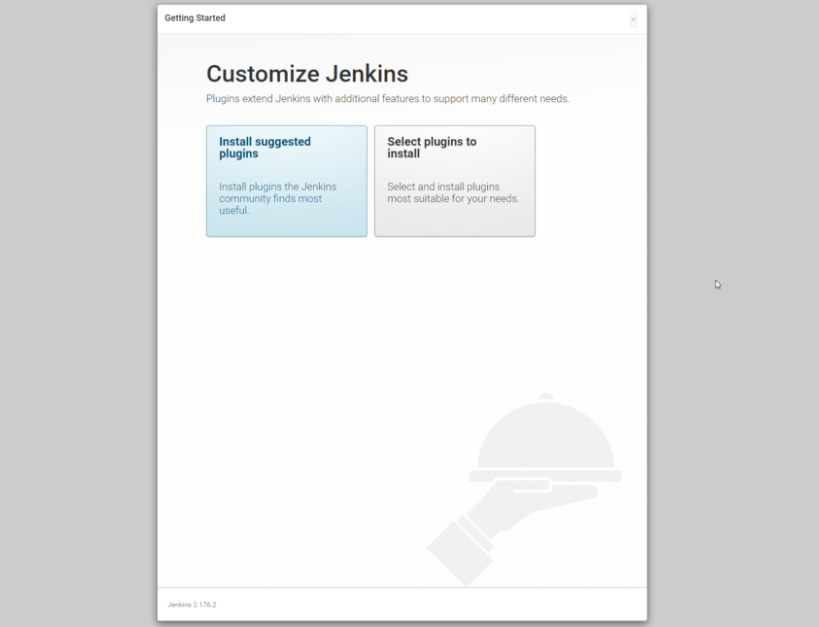 Getting Started
×
Customize Jenkins
Plugins extend Jenkins with additional features to support many different needs.
Install suggested
plugins
Install plugins the Jenkins
community finds most
useful.
Select plugins to
install
Select and install plugins
most suitable for your needs.
Jenkins 2.176.2